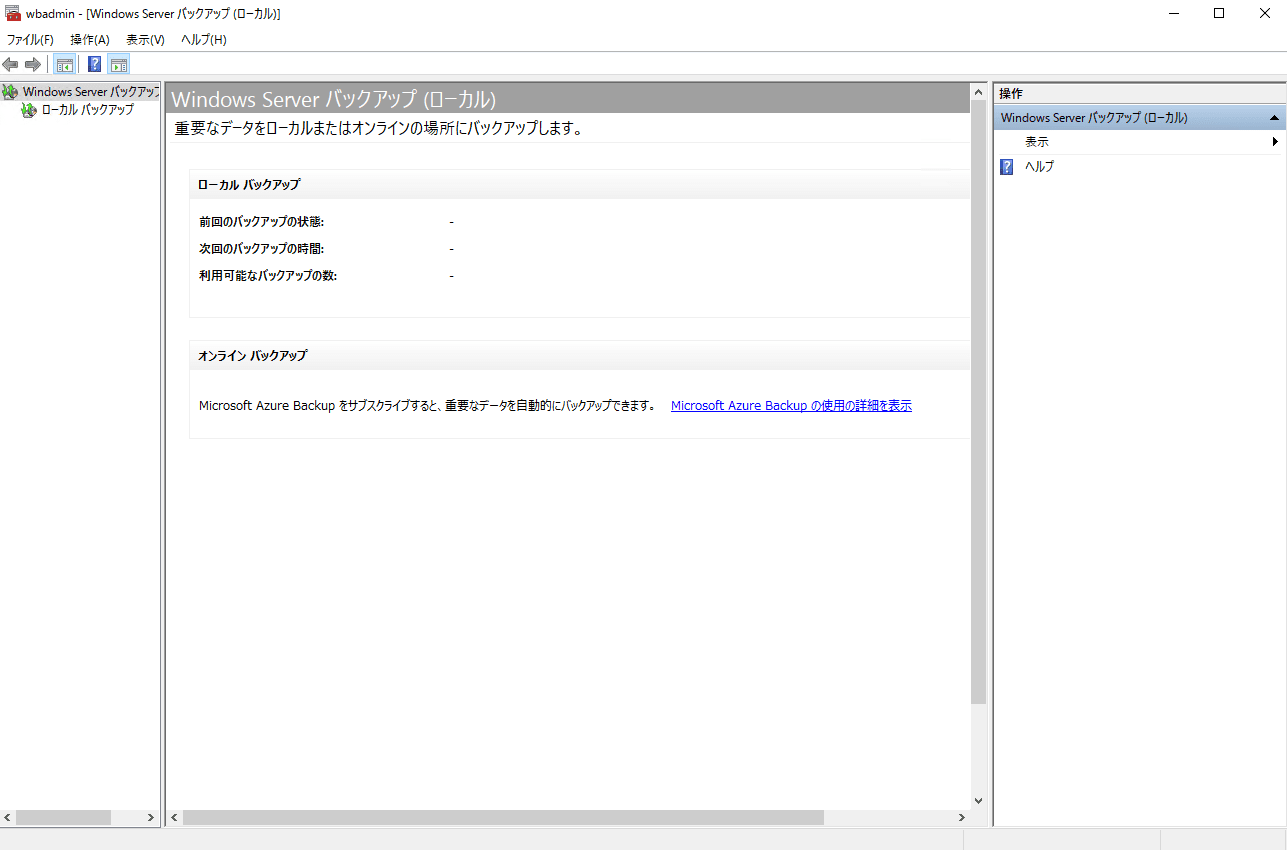 wbadmin - [Windows Server バックアップ (ローカル)]
ファイル(F) 操作(A) 表示(V) ヘルプ(H)
Windows Server バックアップ
ローカル バックアップ
Windows Server バックアップ (ローカル)
重要なデータをローカルまたはオンラインの場所にバックアップします。
ローカル バックアップ
前回のバックアップの状態: -
次回のバックアップの時間: -
利用可能なバックアップの数: -
オンライン バックアップ
Microsoft Azure Backup をサブスクライブすると、重要なデータを自動的にバックアップできます。 Microsoft Azure Backup の使用の詳細を表示
操作
Windows Server バックアップ (ローカル)
表示
ヘルプ